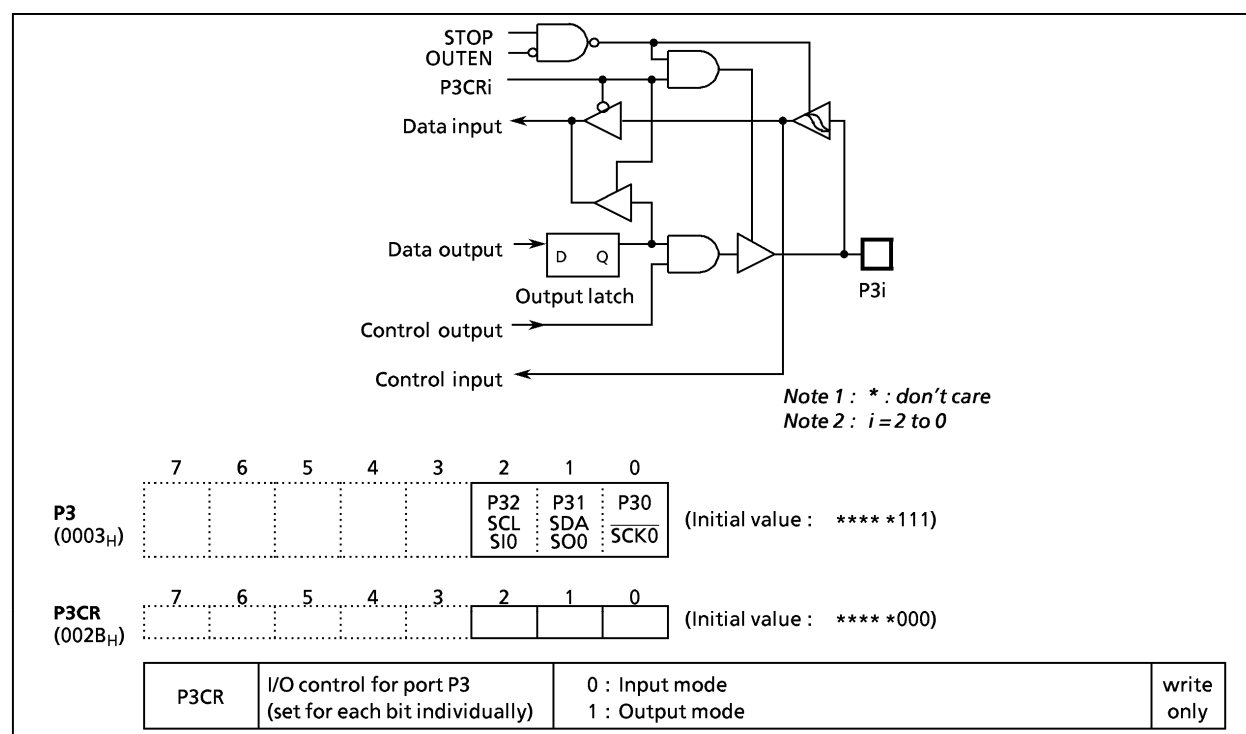 STOP
OUTEN
P3CRi
Data input
Data output
D Q
Output latch
P3i
Control output
Control input
Note 1 : * : don't care
Note 2 : i = 2 to 0
7 6 5 4 3 2 1 0
P3
(0003H)
P32 P31 P30
SCL SDA SCK0
SI0 SO0
(Initial value : **** *111)
7 6 5 4 3 2 1 0
P3CR
(002BH)
(Initial value : **** *000)
P3CR
I/O control for port P3
(set for each bit individually)
0 : Input mode
1 : Output mode
write
only